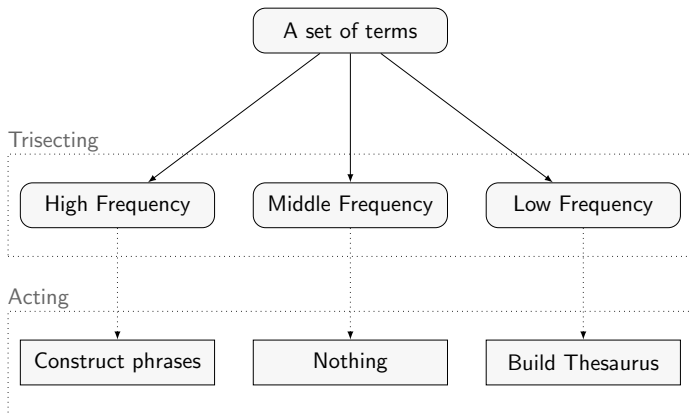 A set of terms
Trisecting
High Frequency
Middle Frequency
Low Frequency
Acting
Construct phrases
Nothing
Build Thesaurus